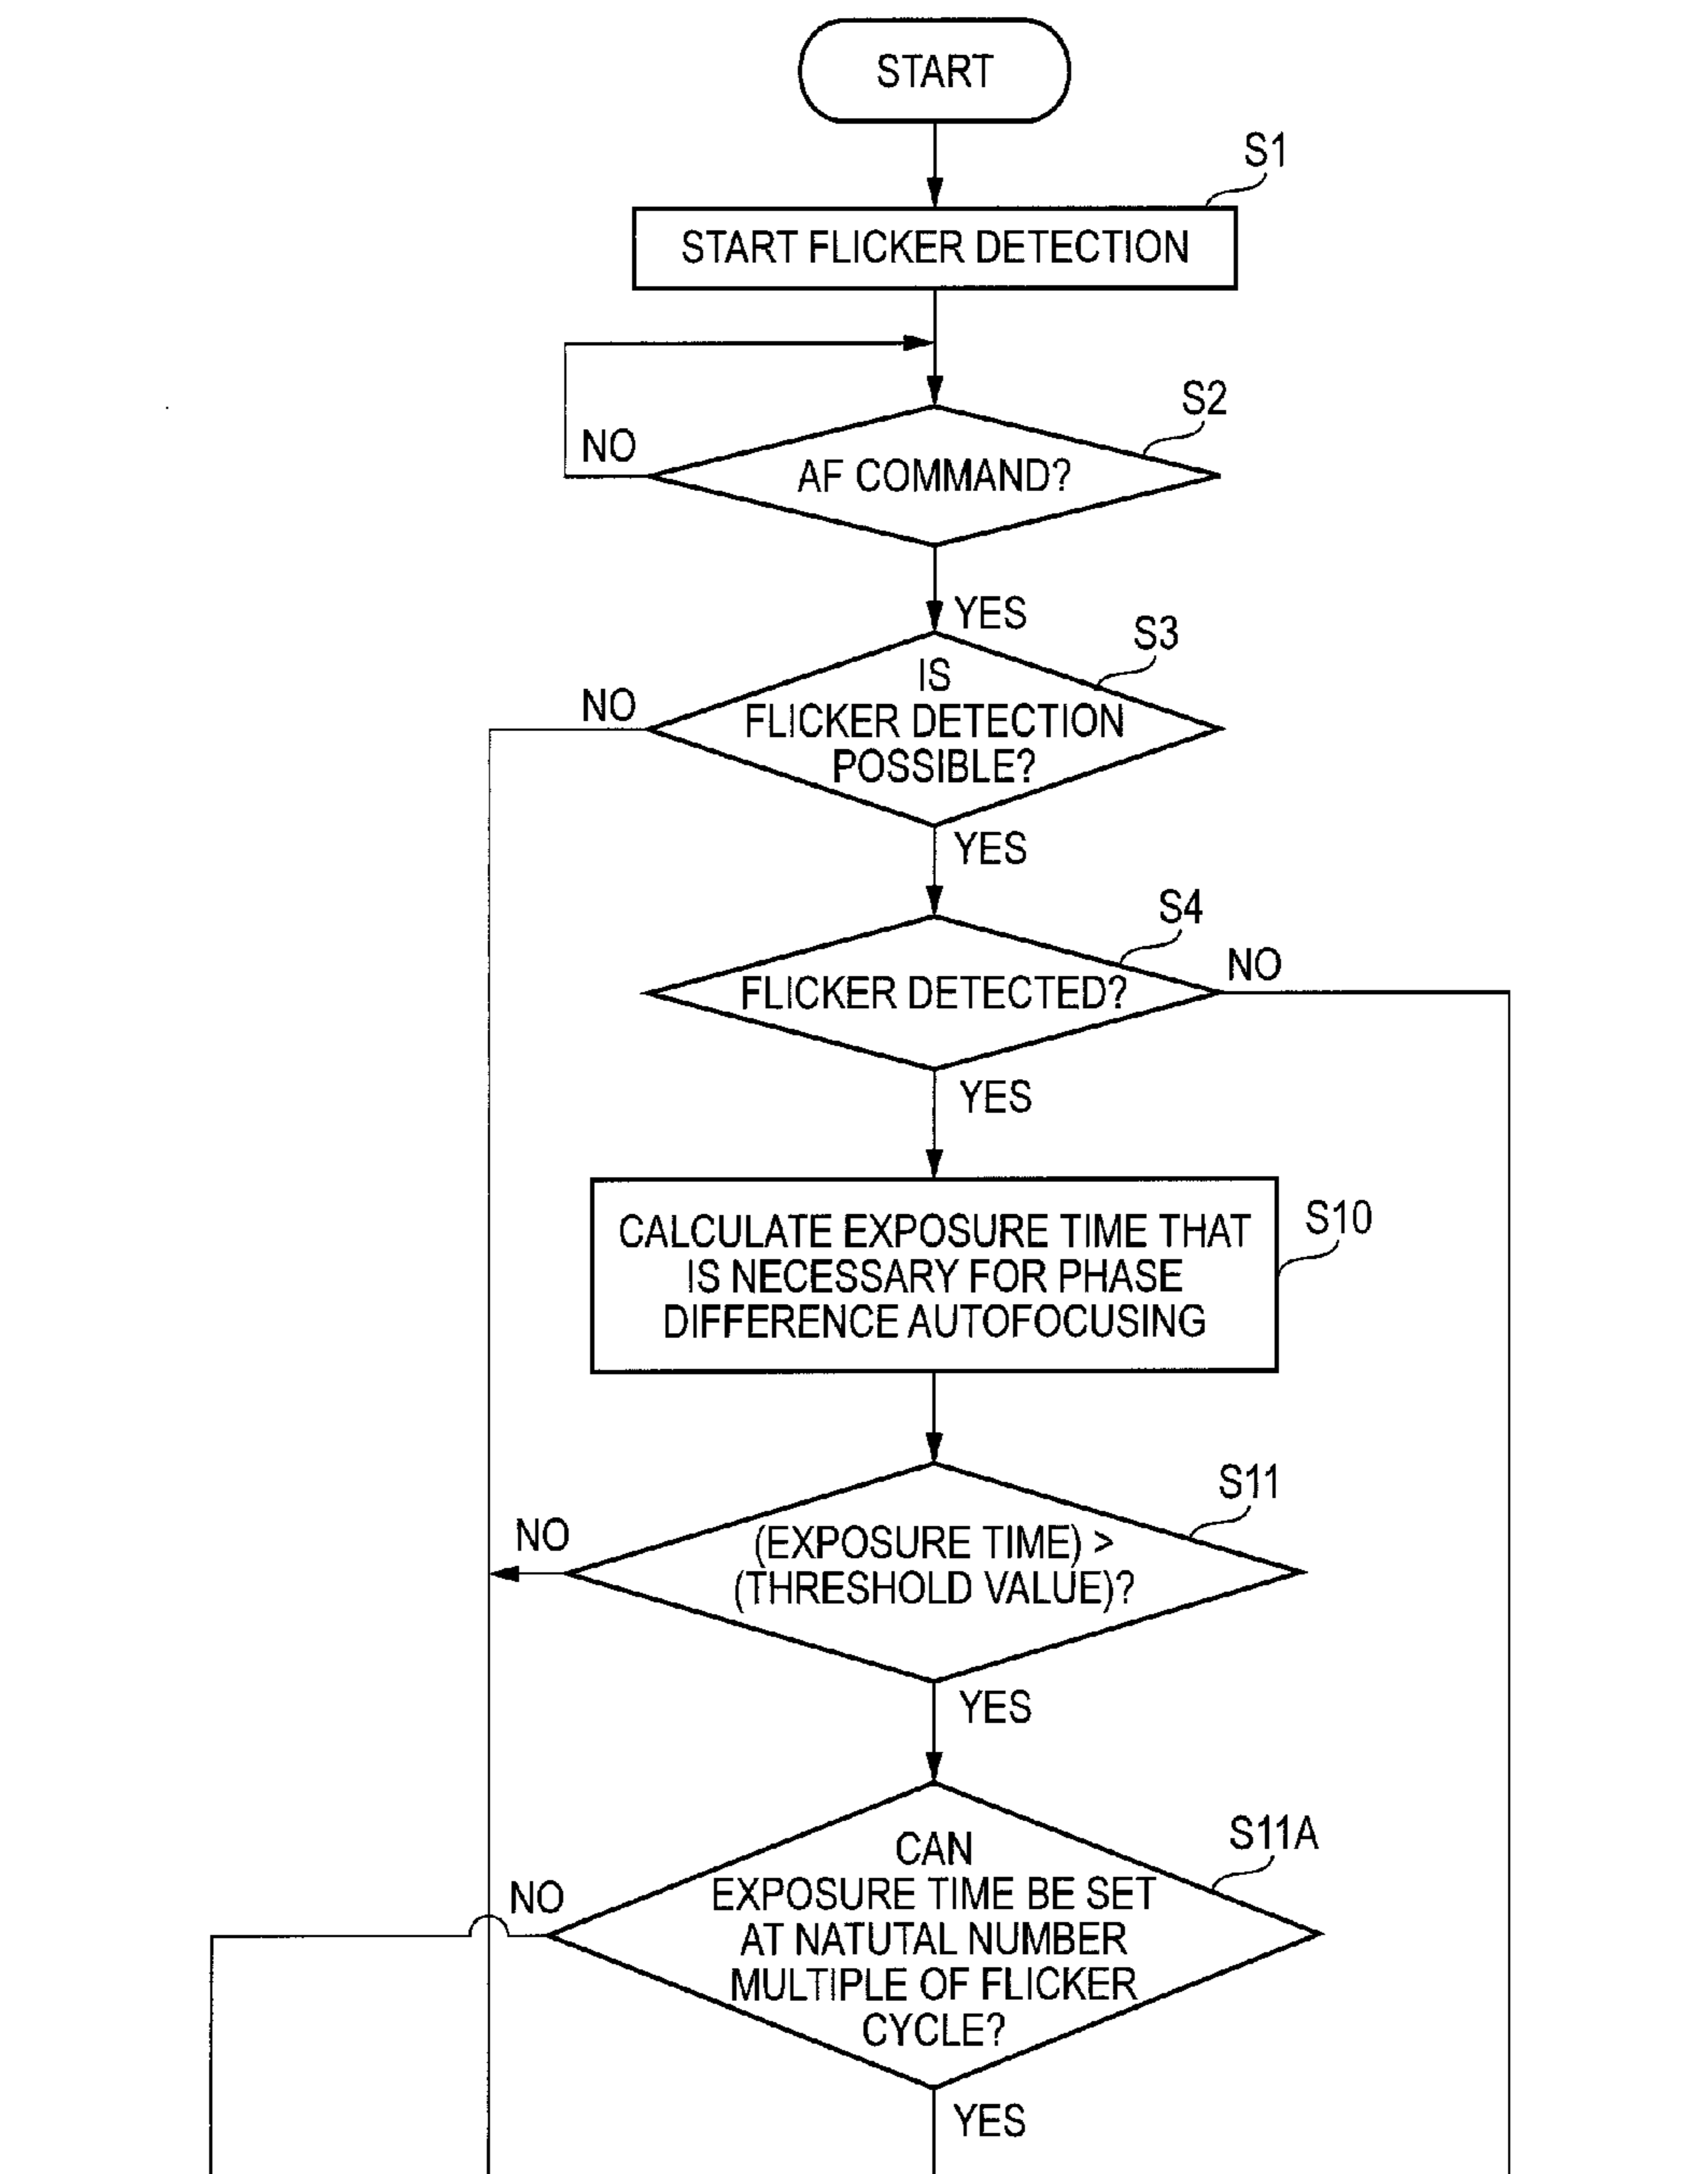 START
S1
START FLICKER DETECTION
S2
NO
AF COMMAND?
YES
S3
NO
IS
FLICKER DETECTION
POSSIBLE?
YES
S4
NO
FLICKER DETECTED?
YES
S10
CALCULATE EXPOSURE TIME THAT
IS NECESSARY FOR PHASE
DIFFERENCE AUTOFOCUSING
S11
NO
(EXPOSURE TIME) >
(THRESHOLD VALUE)?
YES
S11A
NO
CAN
EXPOSURE TIME BE SET
AT NATUTAL NUMBER
MULTIPLE OF FLICKER
CYCLE?
YES